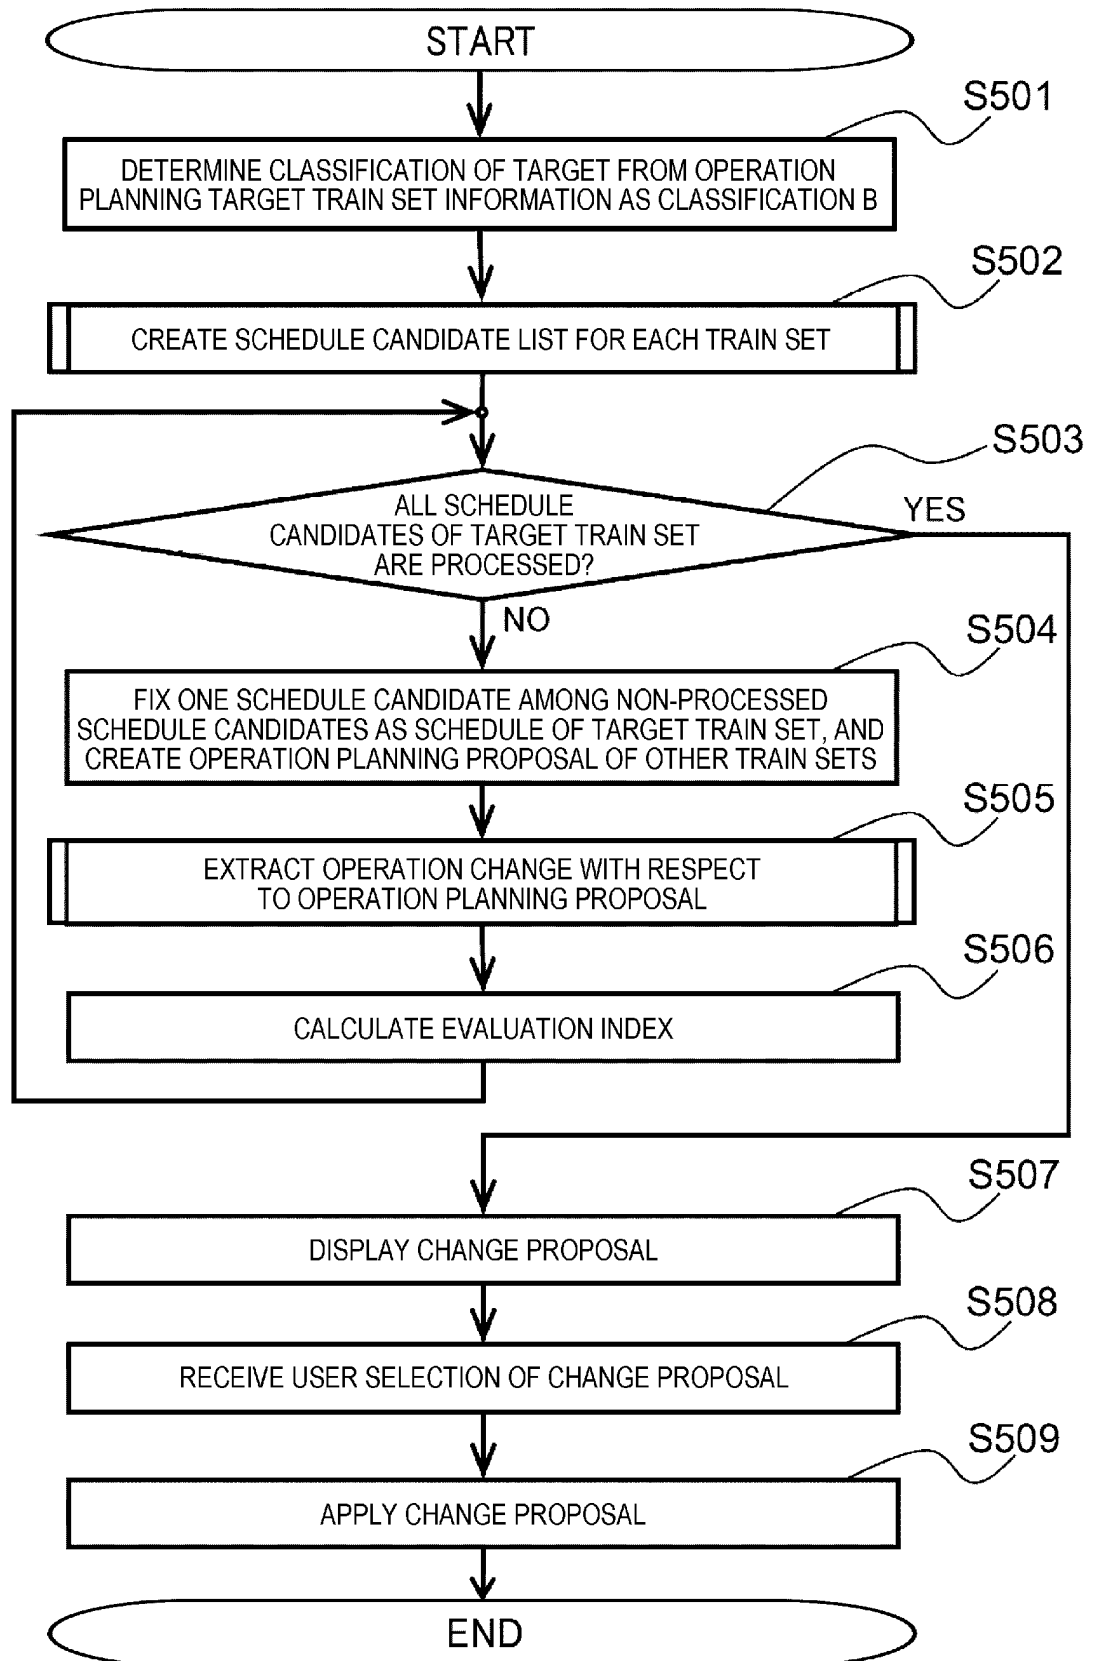 START
S501
DETERMINE CLASSIFICATION OF TARGET FROM OPERATION
PLANNING TARGET TRAIN SET INFORMATION AS CLASSIFICATION B
S502
CREATE SCHEDULE CANDIDATE LIST FOR EACH TRAIN SET
S503
ALL SCHEDULE
CANDIDATES OF TARGET TRAIN SET
ARE PROCESSED?
YES
NO
S504
FIX ONE SCHEDULE CANDIDATE AMONG NON-PROCESSED
SCHEDULE CANDIDATES AS SCHEDULE OF TARGET TRAIN SET, AND
CREATE OPERATION PLANNING PROPOSAL OF OTHER TRAIN SETS
S505
EXTRACT OPERATION CHANGE WITH RESPECT
TO OPERATION PLANNING PROPOSAL
S506
CALCULATE EVALUATION INDEX
S507
DISPLAY CHANGE PROPOSAL
S508
RECEIVE USER SELECTION OF CHANGE PROPOSAL
S509
APPLY CHANGE PROPOSAL
END